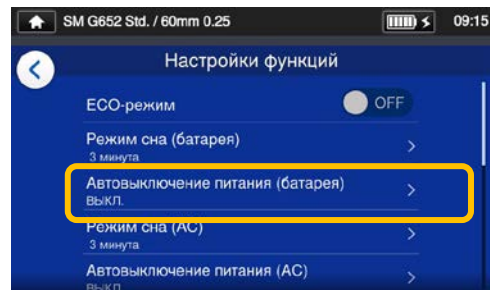 SM G652 Std. / 60mm 0.25
09:15
Настройки функций
ECO-режим
OFF
Режим сна (батарея)
3 минута
Автовыключение питания (батарея)
ВЫКЛ.
Режим сна (AC)
3 минута
Автовыключение питания (AC)
ВЫКЛ